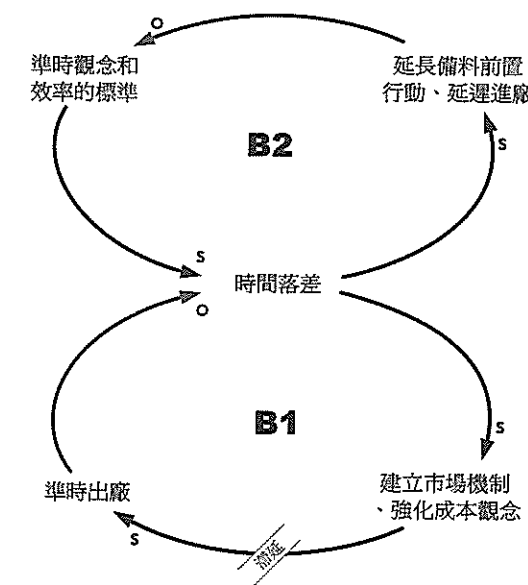 o
準時觀念和
效率的標準
延長備料前置
行動、延遲進廠
B2
s
s
時間落差
o
B1
s
準時出廠
建立市場機制
、強化成本觀念
s
滯延